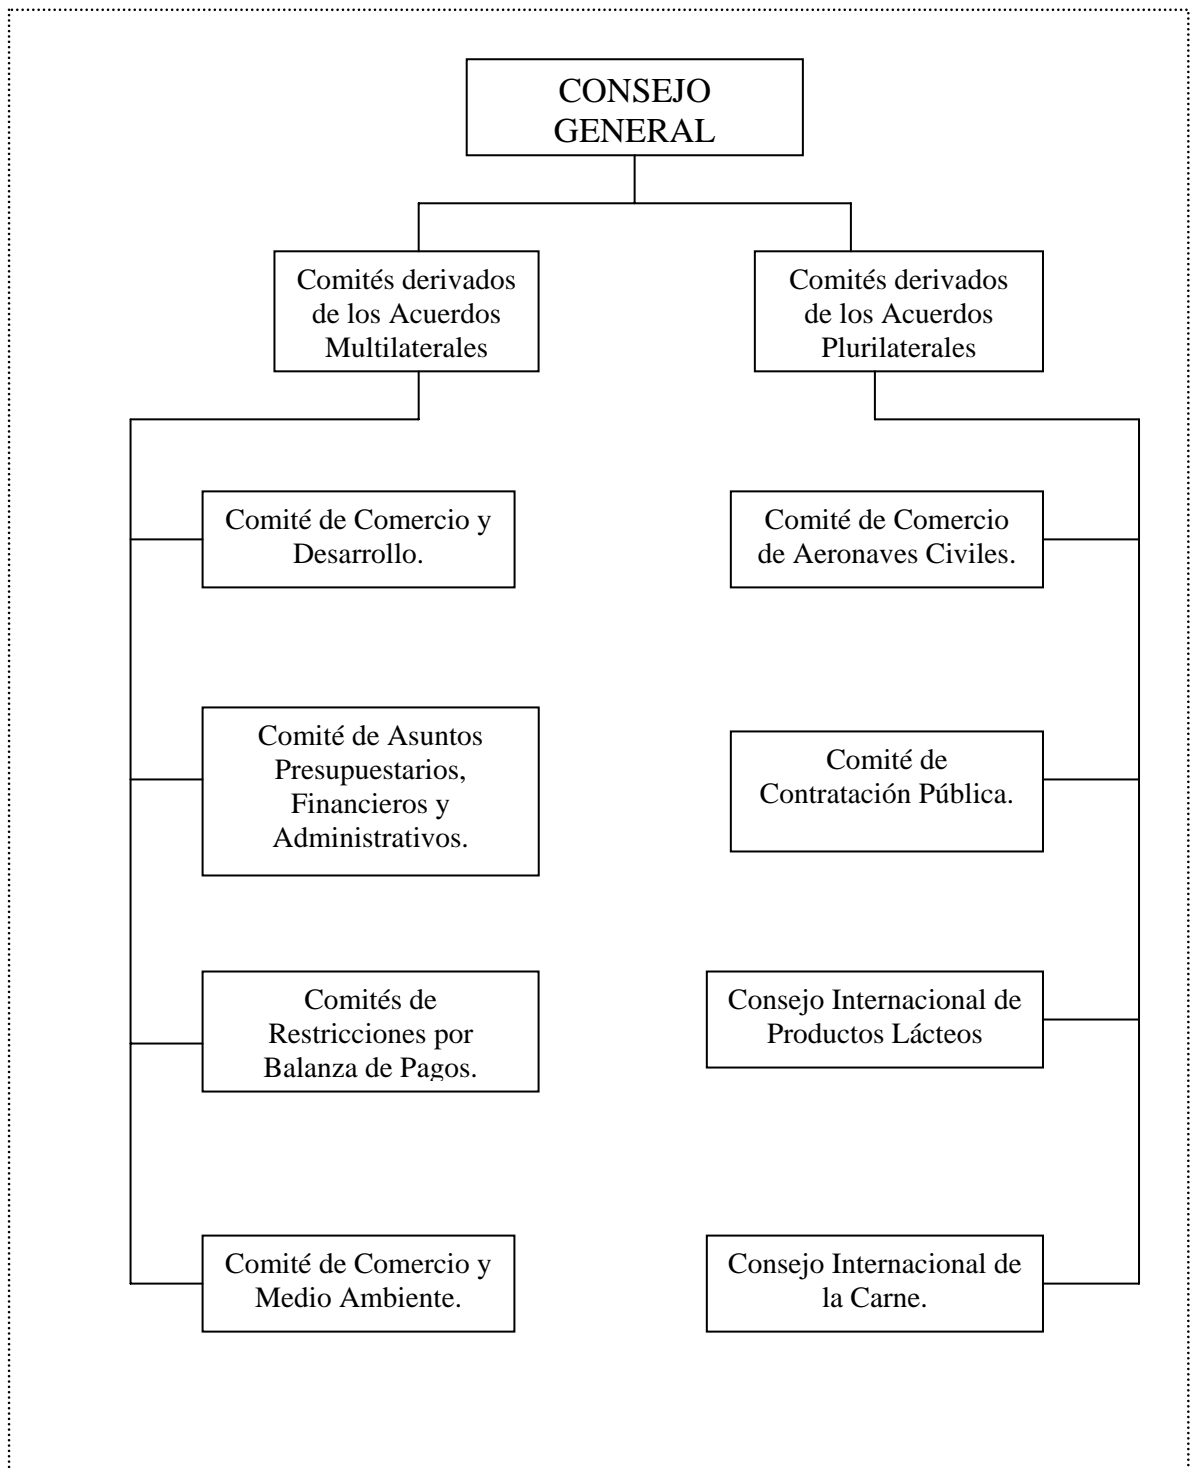 CONSEJO
GENERAL
Comités derivados
de los Acuerdos
Multilaterales
Comités derivados
de los Acuerdos
Plurilaterales
Comité de Comercio y
Desarrollo.
Comité de Comercio
de Aeronaves Civiles.
Comité de Asuntos
Presupuestarios,
Financieros y
Administrativos.
Comité de
Contratación Pública.
Comités de
Restricciones por
Balanza de Pagos.
Consejo Internacional de
Productos Lácteos
Comité de Comercio y
Medio Ambiente.
Consejo Internacional de
la Carne.